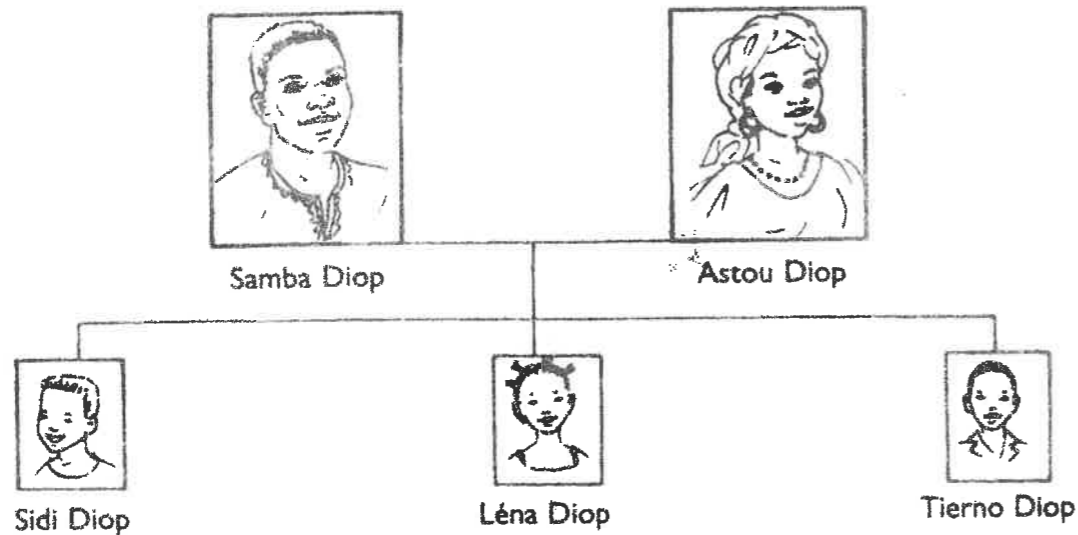 Samba Diop
Astou Diop
Sidi Diop
Léna Diop
Tierno Diop